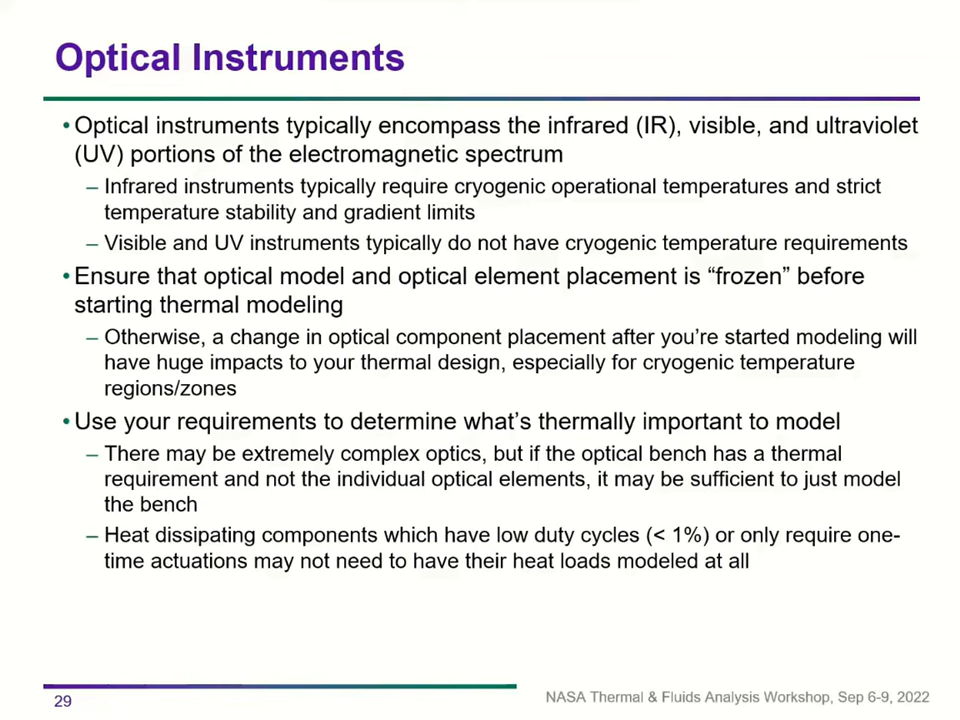 Optical Instruments
• Optical instruments typically encompass the infrared (IR), visible, and ultraviolet
(UV) portions of the electromagnetic spectrum
– Infrared instruments typically require cryogenic operational temperatures and strict
temperature stability and gradient limits
– Visible and UV instruments typically do not have cryogenic temperature requirements
• Ensure that optical model and optical element placement is “frozen” before
starting thermal modeling
– Otherwise, a change in optical component placement after you’re started modeling will
have huge impacts to your thermal design, especially for cryogenic temperature
regions/zones
• Use your requirements to determine what’s thermally important to model
– There may be extremely complex optics, but if the optical bench has a thermal
requirement and not the individual optical elements, it may be sufficient to just model
the bench
– Heat dissipating components which have low duty cycles (< 1%) or only require one-
time actuations may not need to have their heat loads modeled at all
29
NASA Thermal & Fluids Analysis Workshop, Sep 6-9, 2022